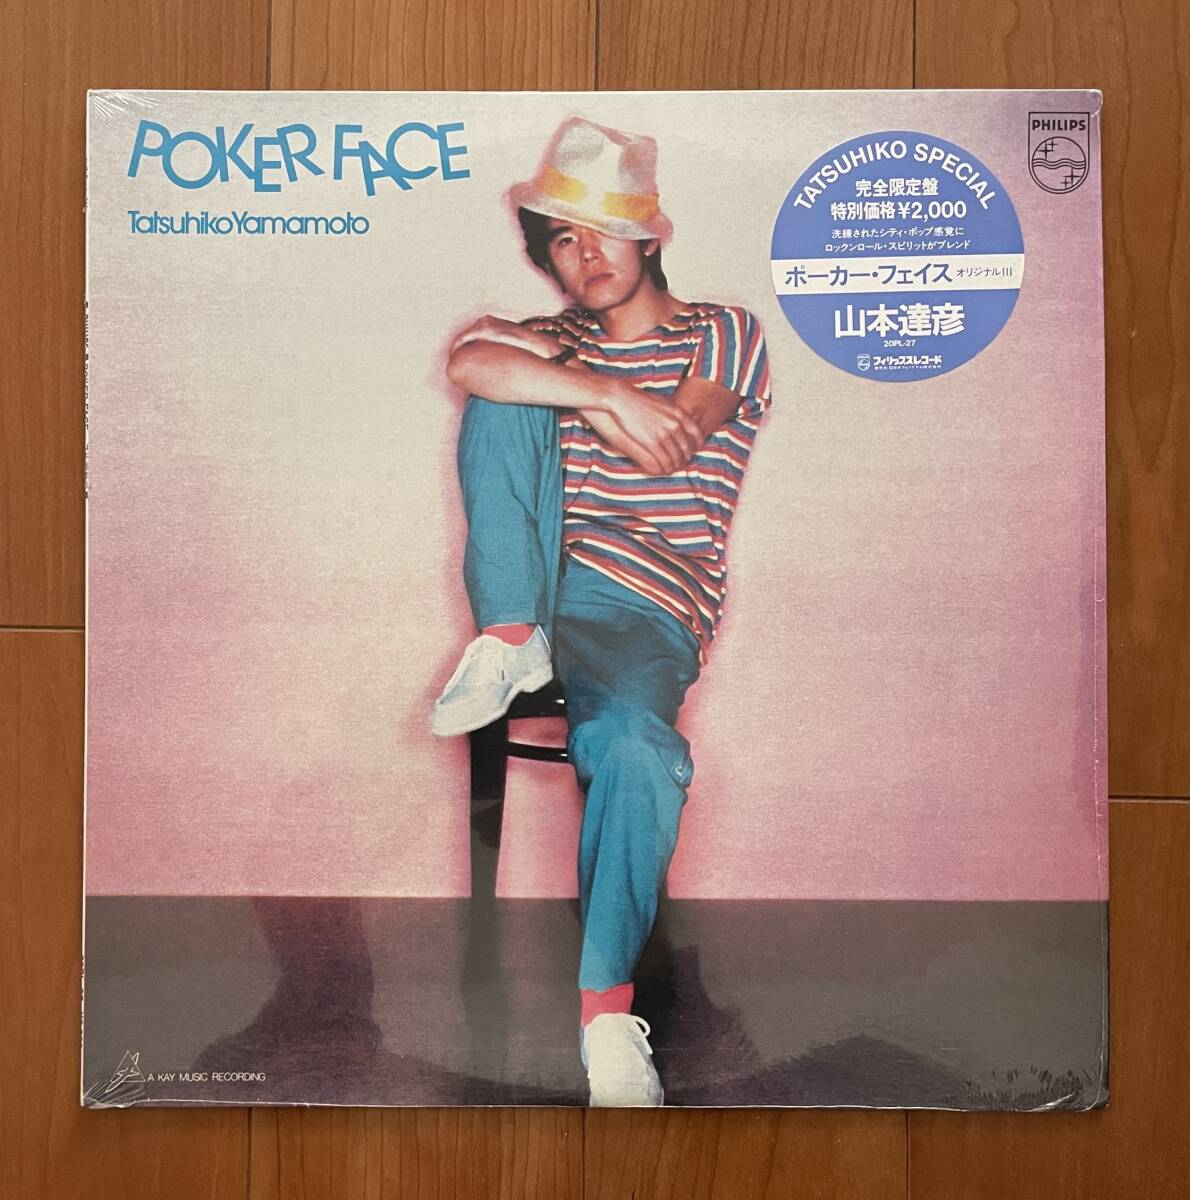 POKER FACE
Tatsuhiko Yamamoto
PHILIPS
TATSUHIKO SPECIAL
完全限定盤
特別価格¥2,000
洗練されたシティ・ポップ感覚に
ロックンロール・スピリットがブレンド
ポーカー・フェイス オリジナルIII
山本達彦
20PL-27
フィリップスレコード
A KAY MUSIC RECORDING